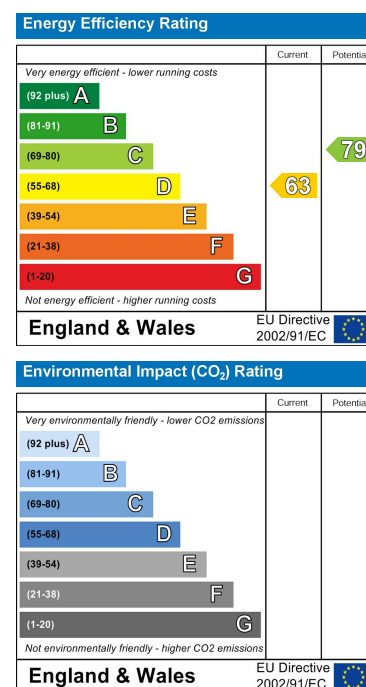 Energy Efficiency Rating
Current Potentia
Very energy efficient - lower running costs
(92 plus) A
(81-91) B
(69-80) C
79
(55-68) D
63
(39-54) E
(21-38) F
(1-20) G
Not energy efficient - higher running costs
England & Wales
EU Directive
2002/91/EC
Environmental Impact (CO₂) Rating
Current Potentia
Very environmentally friendly - lower CO2 emissions
(92 plus) A
(81-91) B
(69-80) C
(55-68) D
(39-54) E
(21-38) F
(1-20) G
Not environmentally friendly - higher CO2 emissions
England & Wales
EU Directive
2002/91/EC